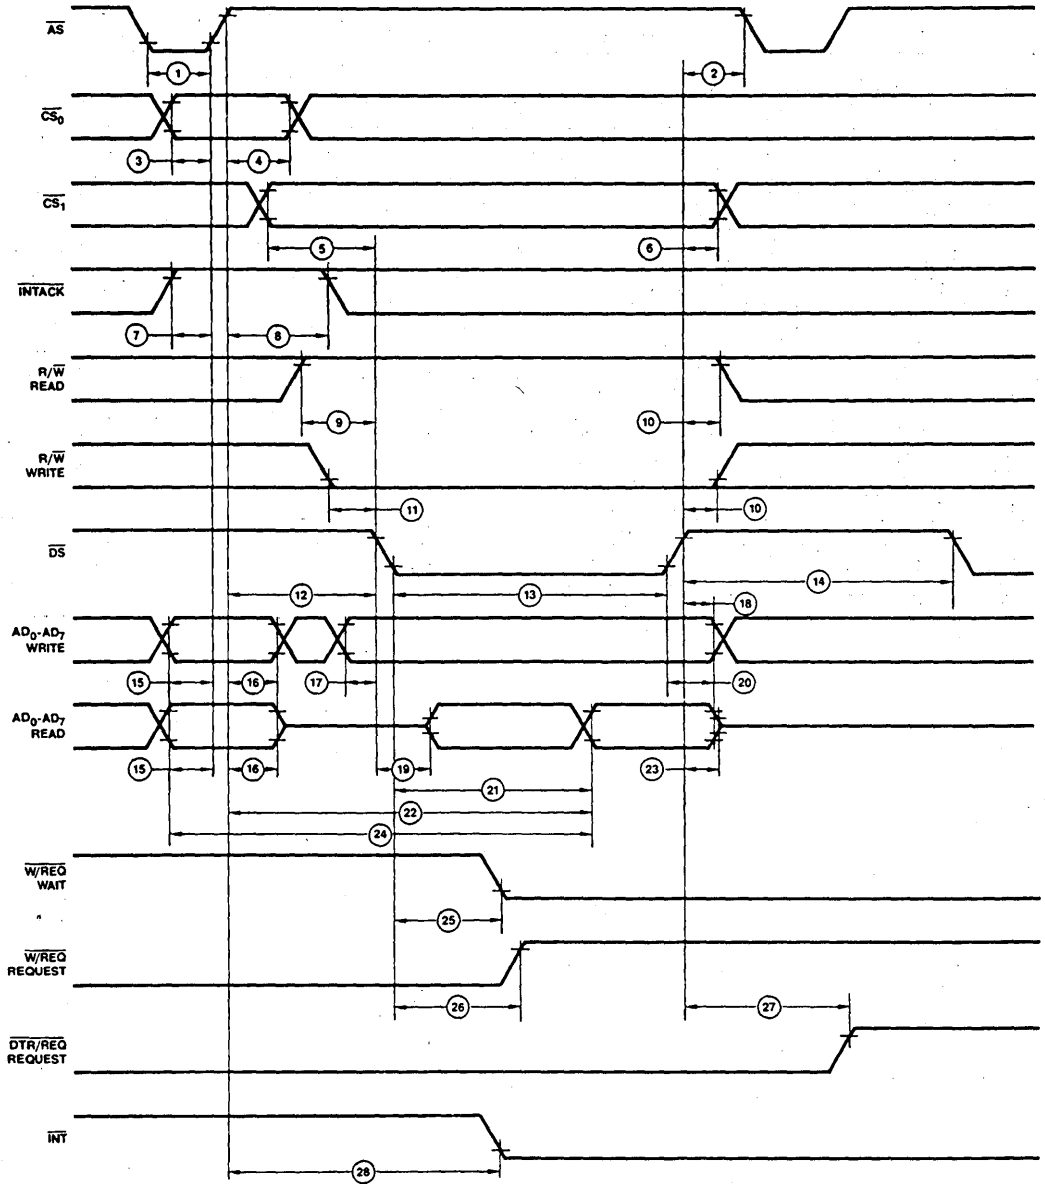 AS
1
2
CS0
3
4
CS1
5
6
INTACK
7
8
R/W
READ
9
10
R/W
WRITE
11
10
DS
12
13
14
18
AD0-AD7
WRITE
15
16
17
20
AD0-AD7
READ
15
16
19
23
21
22
24
W/REQ
WAIT
25
W/REQ
REQUEST
26
27
DTR/REQ
REQUEST
INT
28